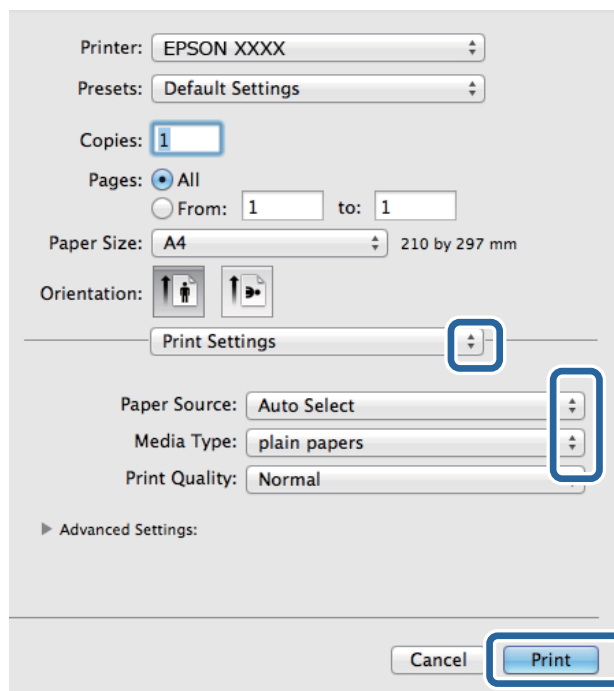 Printer: EPSON XXXX
Presets: Default Settings
Copies: 1
Pages: All
From: 1 to: 1
Paper Size: A4 210 by 297 mm
Orientation:
Print Settings
Paper Source: Auto Select
Media Type: plain papers
Print Quality: Normal
Advanced Settings:
Cancel Print